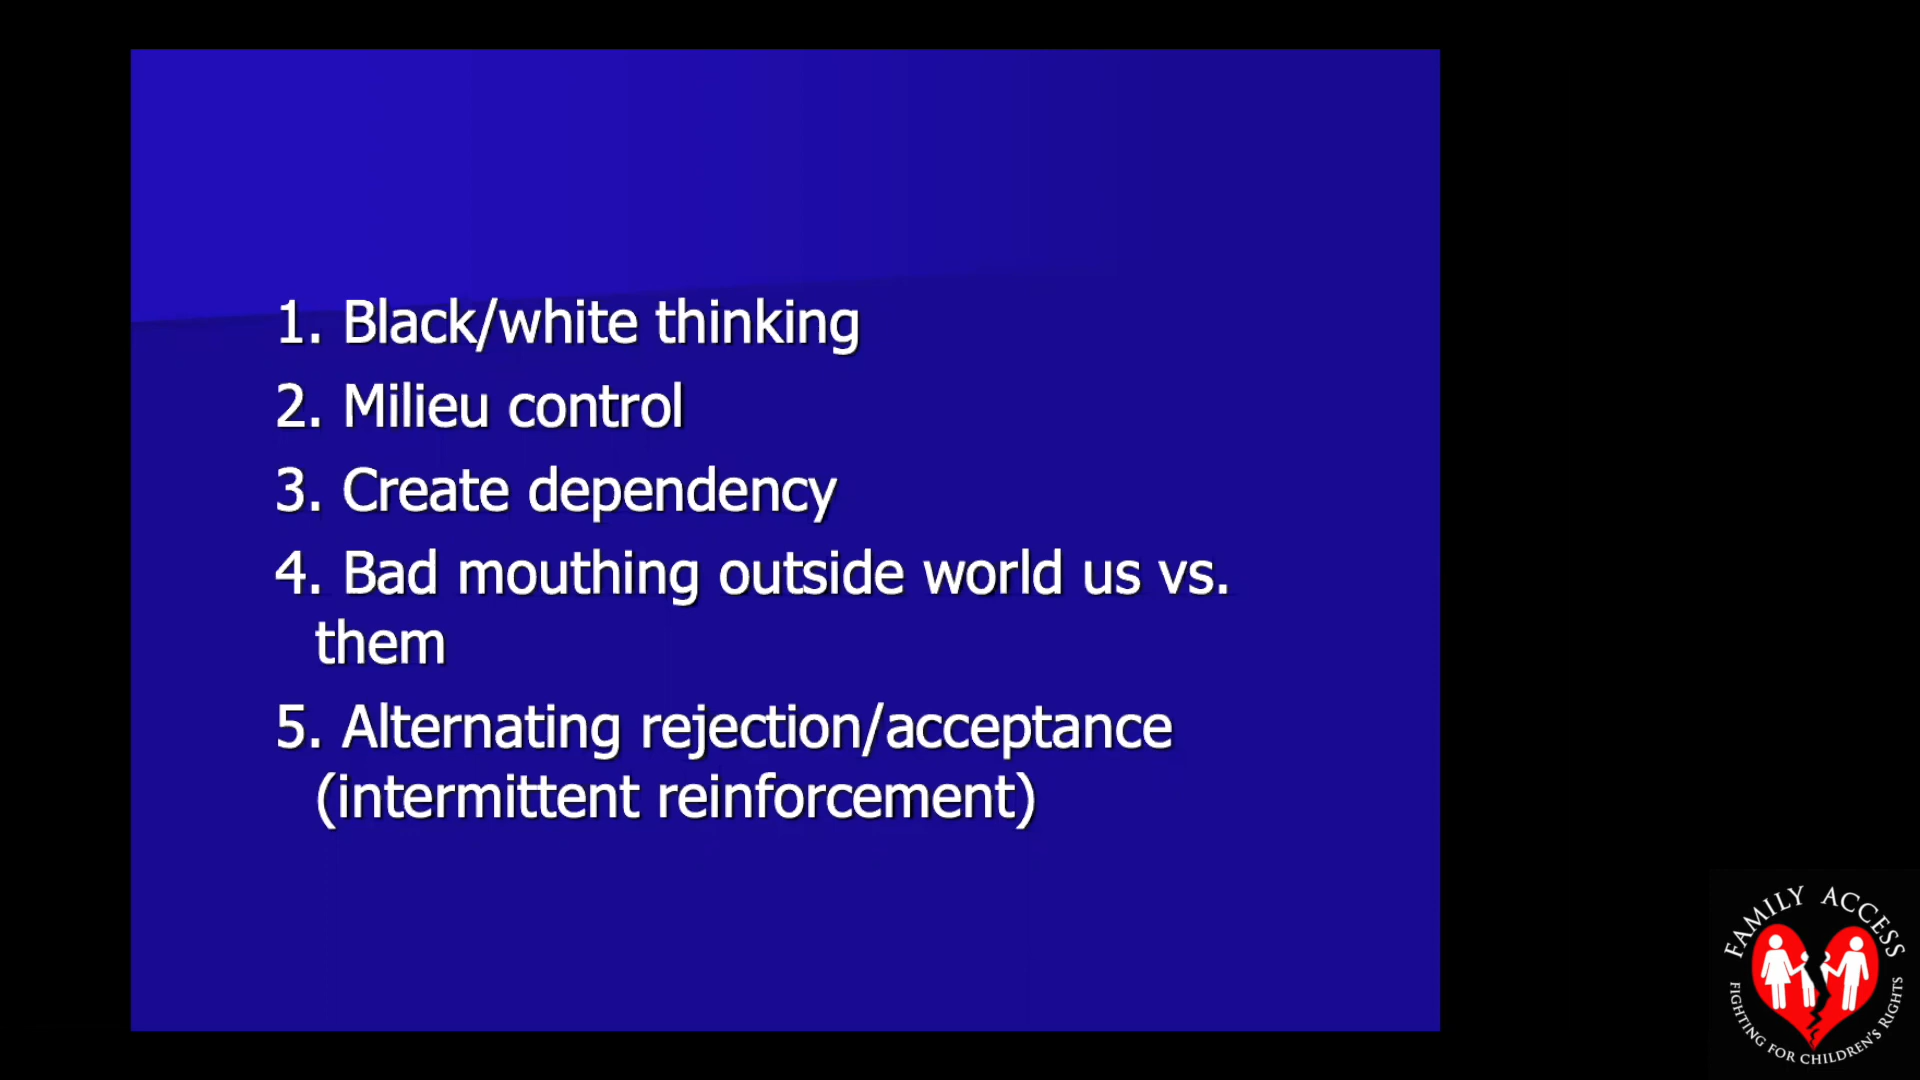 1. Black/white thinking
2. Milieu control
3. Create dependency
4. Bad mouthing outside world us vs.
them
5. Alternating rejection/acceptance
(intermittent reinforcement)
FAMILY ACCESS
FIGHTING FOR CHILDREN'S RIGHTS